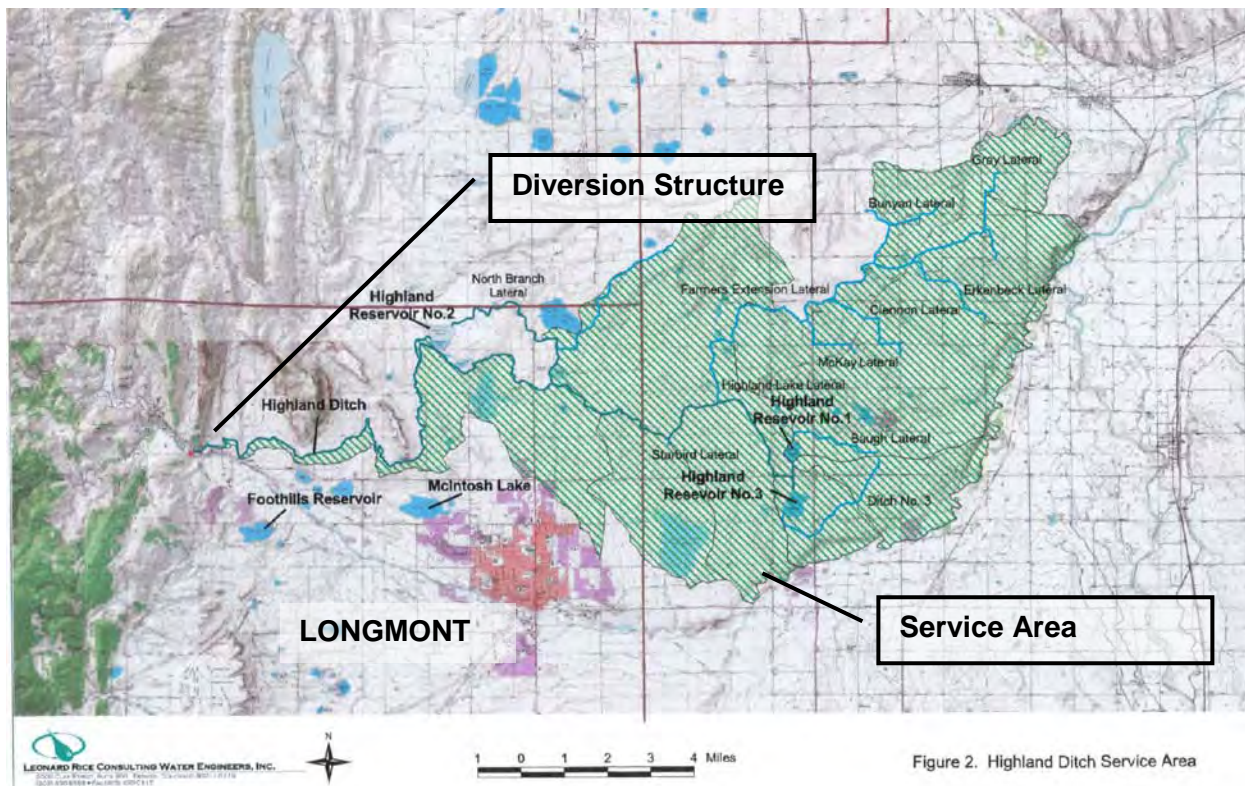 Diversion Structure
Gray Lateral
Bunyan Lateral
North Branch
Lateral
Highland
Reservoir No.2
Farmers Extension Lateral
Erkenbeck Lateral
Clennon Lateral
McKay Lateral
Highland Lake Lateral
Highland
Resevoir No.1
Highland Ditch
Starbird Lateral
Baugh Lateral
Highland
Resevoir No.3
Ditch No. 3
Foothills Reservoir
McIntosh Lake
LONGMONT
Service Area
LEONARD RICE CONSULTING WATER ENGINEERS, INC.
N
1 0 1 2 3 4 Miles
Figure 2. Highland Ditch Service Area